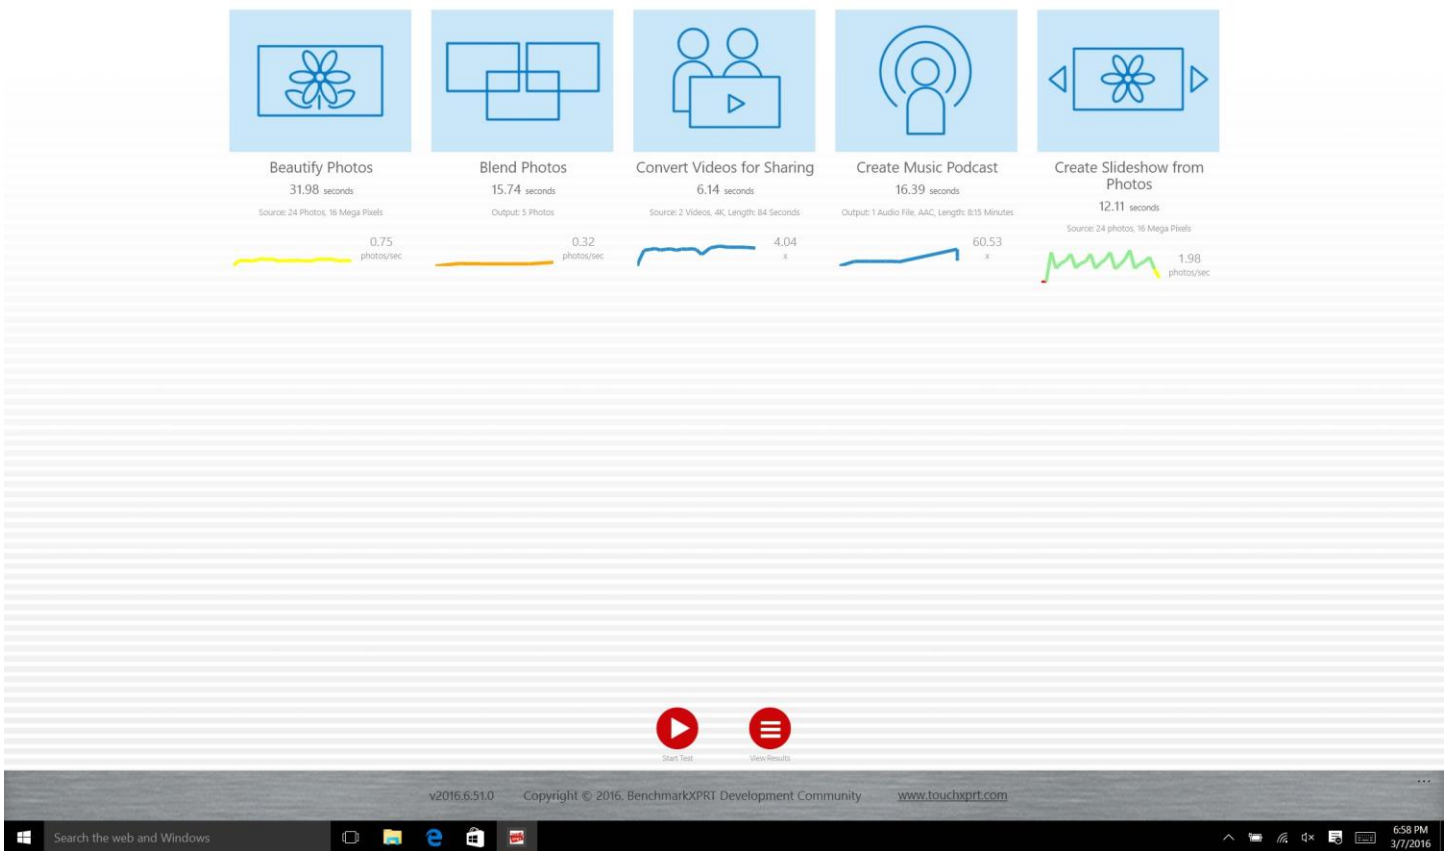 Beautify Photos
31.98 seconds
Source: 24 Photos, 16 Mega Pixels
0.75
photos/sec
Blend Photos
15.74 seconds
Output: 5 Photos
0.32
photos/sec
Convert Videos for Sharing
6.14 seconds
Source: 2 Videos, 4K, Length: 84 Seconds
4.04
x
Create Music Podcast
16.39 seconds
Output: 1 Audio File, AAC, Length: 8:15 Minutes
60.53
x
Create Slideshow from
Photos
12.11 seconds
Source: 24 photos, 16 Mega Pixels
1.98
photos/sec
Start Test
View Results
...
v2016.6.51.0 Copyright © 2016. BenchmarkXPRT Development Community www.touchxprt.com
Search the web and Windows
6:58 PM
3/7/2016